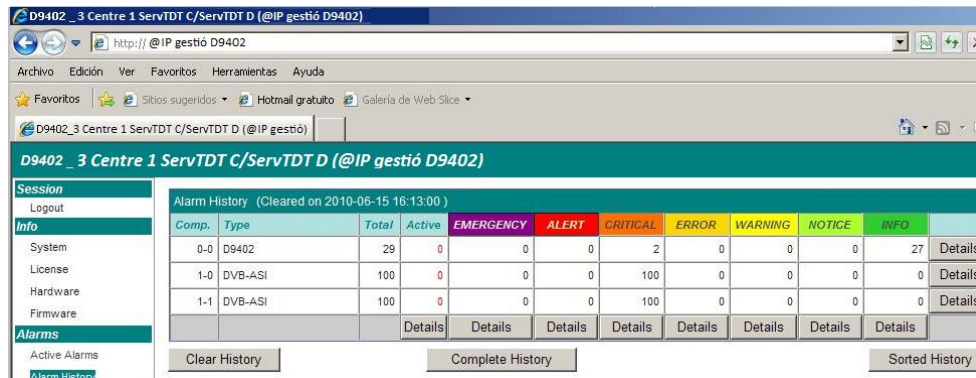 D9402 _ 3 Centre 1 ServTDT C/ServTDT D (@IP gestió D9402)
http:// @IP gestió D9402
Archivo Edición Ver Favoritos Herramientas Ayuda
Favoritos Sitios sugeridos Hotmail gratuito Galería de Web Slice
D9402_3 Centre 1 ServTDT C/ServTDT D (@IP gestió)
D9402 _ 3 Centre 1 ServTDT C/ServTDT D (@IP gestió D9402)
Session
Logout
Info
System
License
Hardware
Firmware
Alarms
Active Alarms
Alarm History
Alarm History (Cleared on 2010-06-15 16:13:00 )
Comp. Type Total Active EMERGENCY ALERT CRITICAL ERROR WARNING NOTICE INFO
0-0 D9402 29 0 0 0 2 0 0 0 27 Details
1-0 DVB-ASI 100 0 0 0 100 0 0 0 0 Details
1-1 DVB-ASI 100 0 0 0 100 0 0 0 0 Details
Details Details Details Details Details Details Details Details
Clear History Complete History Sorted History